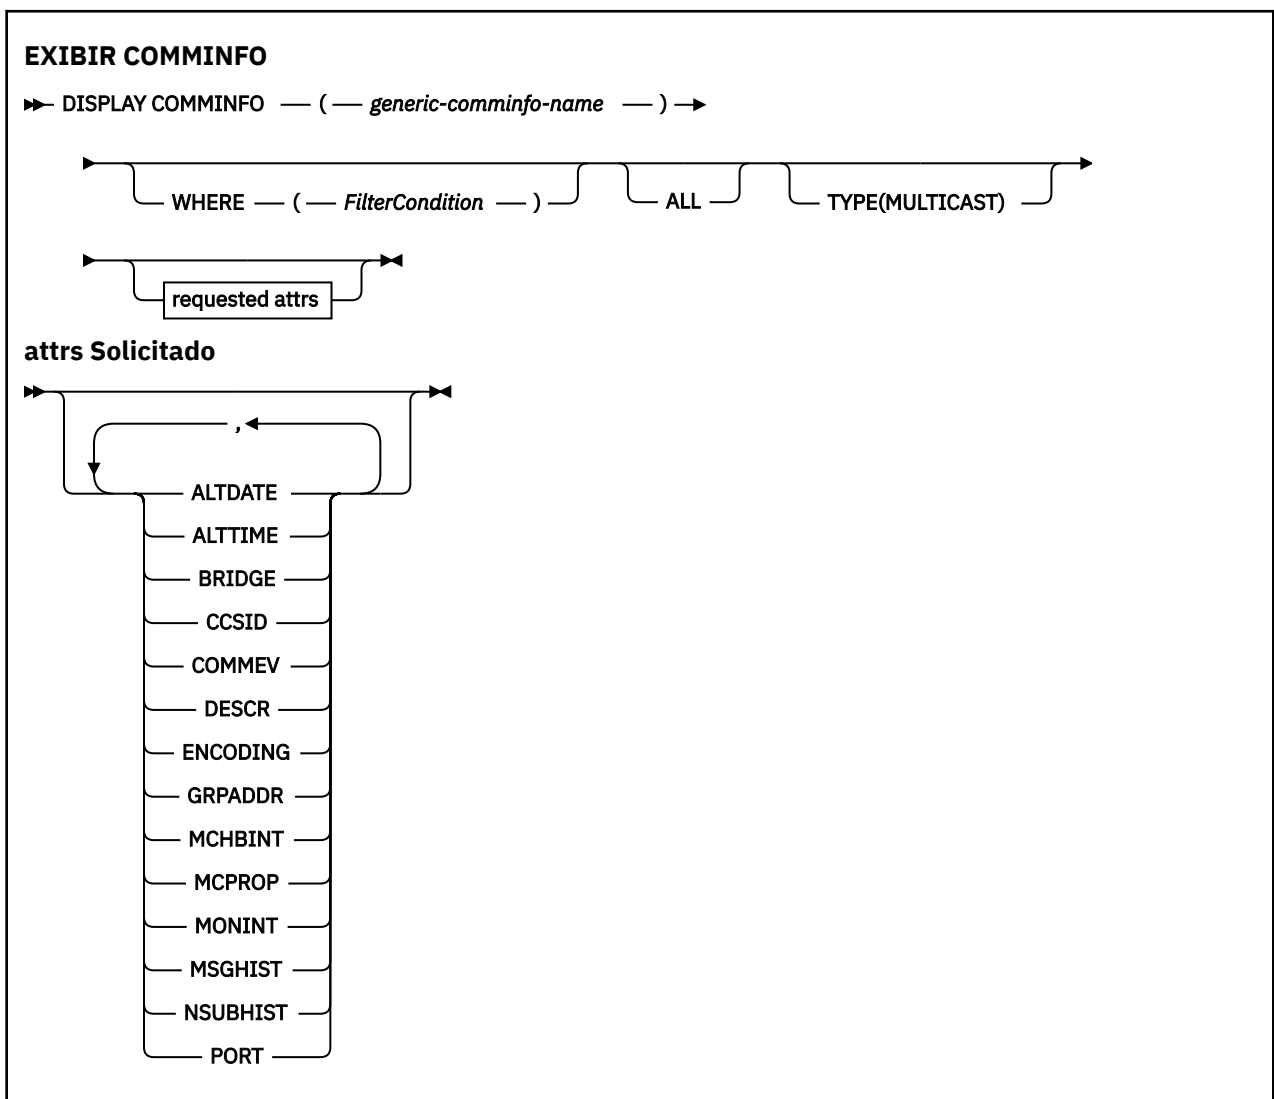 EXIBIR COMMINFO
DISPLAY COMMINFO ( generic-comminfo-name )
WHERE ( FilterCondition ) ALL TYPE(MULTICAST)
requested attrs
attrs Solicitado
,
ALTDATE
ALTTIME
BRIDGE
CCSID
COMMEV
DESCR
ENCODING
GRPADDR
MCHBINT
MCPROP
MONINT
MSGHIST
NSUBHIST
PORT